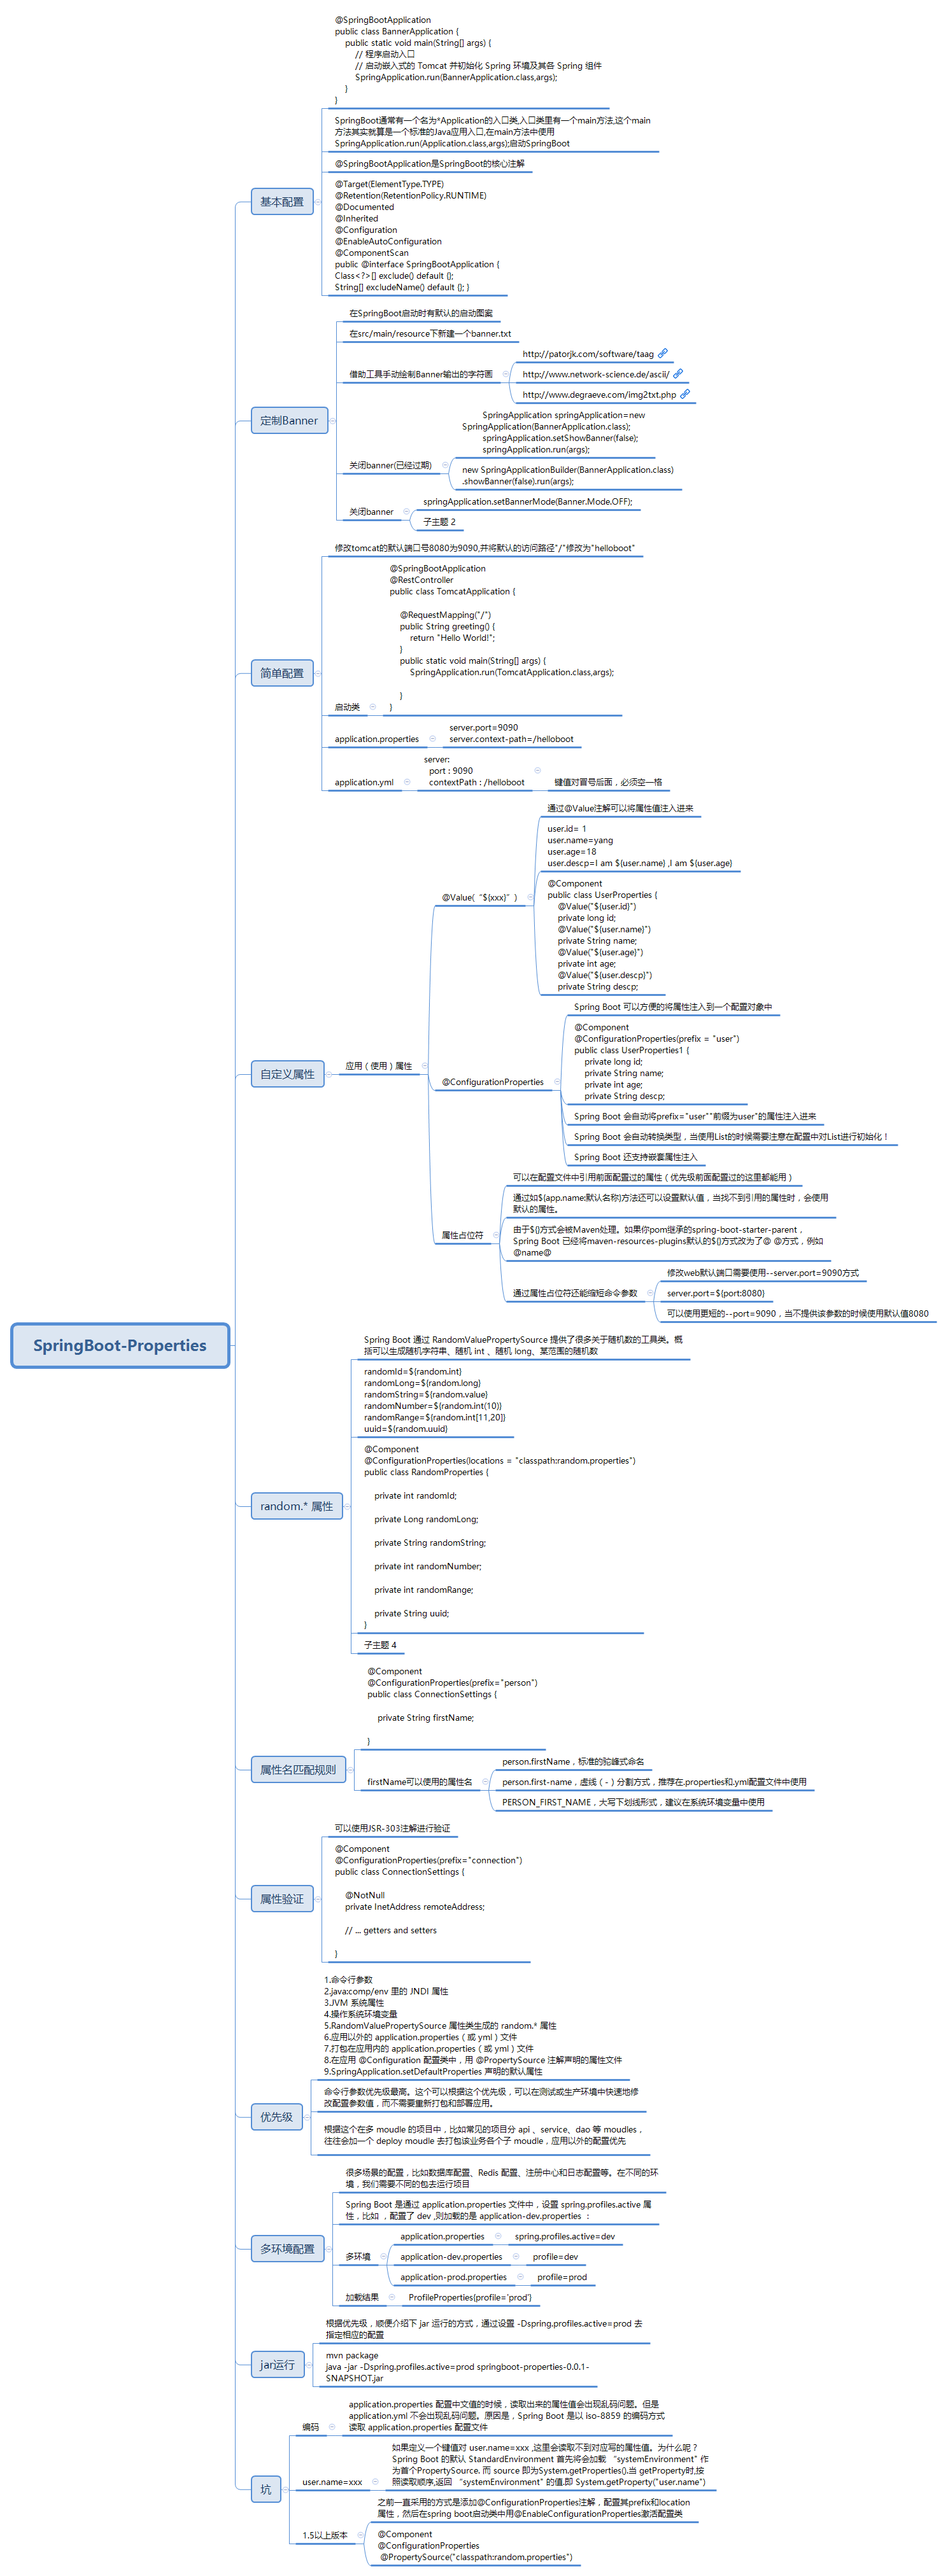 SpringBoot-Properties
基本配置
@SpringBootApplication
public class BannerApplication {
public static void main(String[] args) {
// 程序启动入口
// 启动嵌入式的 Tomcat 并初始化 Spring 环境及其各 Spring 组件
SpringApplication.run(BannerApplication.class,args);
}
}
SpringBoot通常有一个名为*Application的入口类,入口类里有一个main方法,这个main
方法其实就算是一个标准的Java应用入口,在main方法中使用
SpringApplication.run(Application.class,args);启动SpringBoot
@SpringBootApplication是SpringBoot的核心注解
@Target(ElementType.TYPE)
@Retention(RetentionPolicy.RUNTIME)
@Documented
@Inherited
@Configuration
@EnableAutoConfiguration
@ComponentScan
public @interface SpringBootApplication {
Class<?>[] exclude() default {};
String[] excludeName() default {}; }
定制Banner
在SpringBoot启动时有默认的启动图案
在src/main/resource下新建一个banner.txt
借助工具手动绘制Banner输出的字符画
http://patorjk.com/software/taag
http://www.network-science.de/ascii/
http://www.degraeve.com/img2txt.php
关闭banner(已经过期)
SpringApplication springApplication=new
SpringApplication(BannerApplication.class);
springApplication.setShowBanner(false);
springApplication.run(args);
new SpringApplicationBuilder(BannerApplication.class)
.showBanner(false).run(args);
关闭banner
springApplication.setBannerMode(Banner.Mode.OFF);
子主题 2
简单配置
修改tomcat的默认端口号8080为9090,并将默认的访问路径"/"修改为"helloboot"
启动类
@SpringBootApplication
@RestController
public class TomcatApplication {
@RequestMapping("/")
public String greeting() {
return "Hello World!";
}
public static void main(String[] args) {
SpringApplication.run(TomcatApplication.class,args);
}
}
application.properties
server.port=9090
server.context-path=/helloboot
application.yml
server:
port : 9090
contextPath : /helloboot
键值对冒号后面，必须空一格
自定义属性
应用（使用）属性
@Value(“${xxx}”)
通过@Value注解可以将属性值注入进来
user.id= 1
user.name=yang
user.age=18
user.descp=I am ${user.name} ,I am ${user.age}
@Component
public class UserProperties {
@Value("${user.id}")
private long id;
@Value("${user.name}")
private String name;
@Value("${user.age}")
private int age;
@Value("${user.descp}")
private String descp;
@ConfigurationProperties
Spring Boot 可以方便的将属性注入到一个配置对象中
@Component
@ConfigurationProperties(prefix = "user")
public class UserProperties1 {
private long id;
private String name;
private int age;
private String descp;
Spring Boot 会自动将prefix="user""前缀为user"的属性注入进来
Spring Boot 会自动转换类型，当使用List的时候需要注意在配置中对List进行初始化！
Spring Boot 还支持嵌套属性注入
属性占位符
可以在配置文件中引用前面配置过的属性（优先级前面配置过的这里都能用）
通过如${app.name:默认名称}方法还可以设置默认值，当找不到引用的属性时，会使用
默认的属性。
由于${}方式会被Maven处理。如果你pom继承的spring-boot-starter-parent，
Spring Boot 已经将maven-resources-plugins默认的${}方式改为了@ @方式，例如
@name@
通过属性占位符还能缩短命令参数
修改web默认端口需要使用--server.port=9090方式
server.port=${port:8080}
可以使用更短的--port=9090，当不提供该参数的时候使用默认值8080
random.* 属性
Spring Boot 通过 RandomValuePropertySource 提供了很多关于随机数的工具类。概
括可以生成随机字符串、随机 int 、随机 long、某范围的随机数
randomId=${random.int}
randomLong=${random.long}
randomString=${random.value}
randomNumber=${random.int(10)}
randomRange=${random.int[11,20]}
uuid=${random.uuid}
@Component
@ConfigurationProperties(locations = "classpath:random.properties")
public class RandomProperties {
private int randomId;
private Long randomLong;
private String randomString;
private int randomNumber;
private int randomRange;
private String uuid;
}
子主题 4
属性名匹配规则
@Component
@ConfigurationProperties(prefix="person")
public class ConnectionSettings {
private String firstName;
}
firstName可以使用的属性名
person.firstName，标准的驼峰式命名
person.first-name，虚线（-）分割方式，推荐在.properties和.yml配置文件中使用
PERSON_FIRST_NAME，大写下划线形式，建议在系统环境变量中使用
属性验证
可以使用JSR-303注解进行验证
@Component
@ConfigurationProperties(prefix="connection")
public class ConnectionSettings {
@NotNull
private InetAddress remoteAddress;
// ... getters and setters
}
优先级
1.命令行参数
2.java:comp/env 里的 JNDI 属性
3.JVM 系统属性
4.操作系统环境变量
5.RandomValuePropertySource 属性类生成的 random.* 属性
6.应用以外的 application.properties（或 yml）文件
7.打包在应用内的 application.properties（或 yml）文件
8.在应用 @Configuration 配置类中，用 @PropertySource 注解声明的属性文件
9.SpringApplication.setDefaultProperties 声明的默认属性
命令行参数优先级最高。这个可以根据这个优先级，可以在测试或生产环境中快速地修
改配置参数值，而不需要重新打包和部署应用。
根据这个在多 moudle 的项目中，比如常见的项目分 api 、service、dao 等 moudles，
往往会加一个 deploy moudle 去打包该业务各个子 moudle，应用以外的配置优先
多环境配置
很多场景的配置，比如数据库配置、Redis 配置、注册中心和日志配置等。在不同的环
境，我们需要不同的包去运行项目
Spring Boot 是通过 application.properties 文件中，设置 spring.profiles.active 属
性，比如 ，配置了 dev ,则加载的是 application-dev.properties ：
多环境
application.properties
spring.profiles.active=dev
application-dev.properties
profile=dev
application-prod.properties
profile=prod
加载结果
ProfileProperties{profile='prod'}
jar运行
根据优先级，顺便介绍下 jar 运行的方式，通过设置 -Dspring.profiles.active=prod 去
指定相应的配置
mvn package
java -jar -Dspring.profiles.active=prod springboot-properties-0.0.1-
SNAPSHOT.jar
坑
编码
application.properties 配置中文值的时候，读取出来的属性值会出现乱码问题。但是
application.yml 不会出现乱码问题。原因是，Spring Boot 是以 iso-8859 的编码方式
读取 application.properties 配置文件
user.name=xxx
如果定义一个键值对 user.name=xxx ,这里会读取不到对应写的属性值。为什么呢？
Spring Boot 的默认 StandardEnvironment 首先将会加载 “systemEnvironment" 作
为首个PropertySource. 而 source 即为System.getProperties().当 getProperty时,按
照读取顺序,返回 “systemEnvironment" 的值.即 System.getProperty("user.name")
1.5以上版本
之前一直采用的方式是添加@ConfigurationProperties注解，配置其prefix和location
属性，然后在spring boot启动类中用@EnableConfigurationProperties激活配置类
@Component
@ConfigurationProperties
@PropertySource("classpath:random.properties")